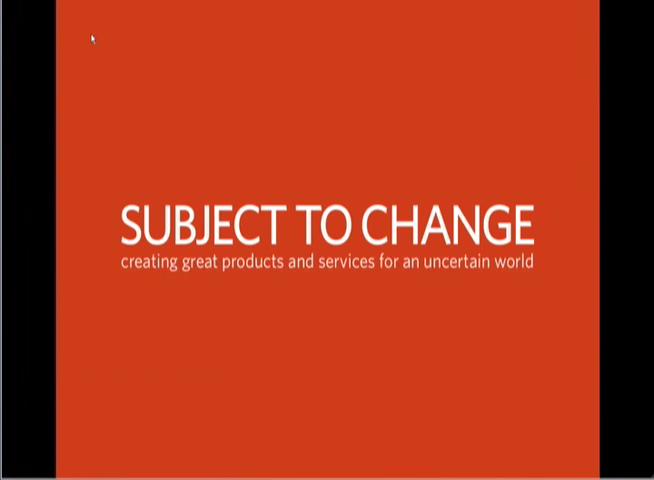 SUBJECT TO CHANGE
creating great products and services for an uncertain world